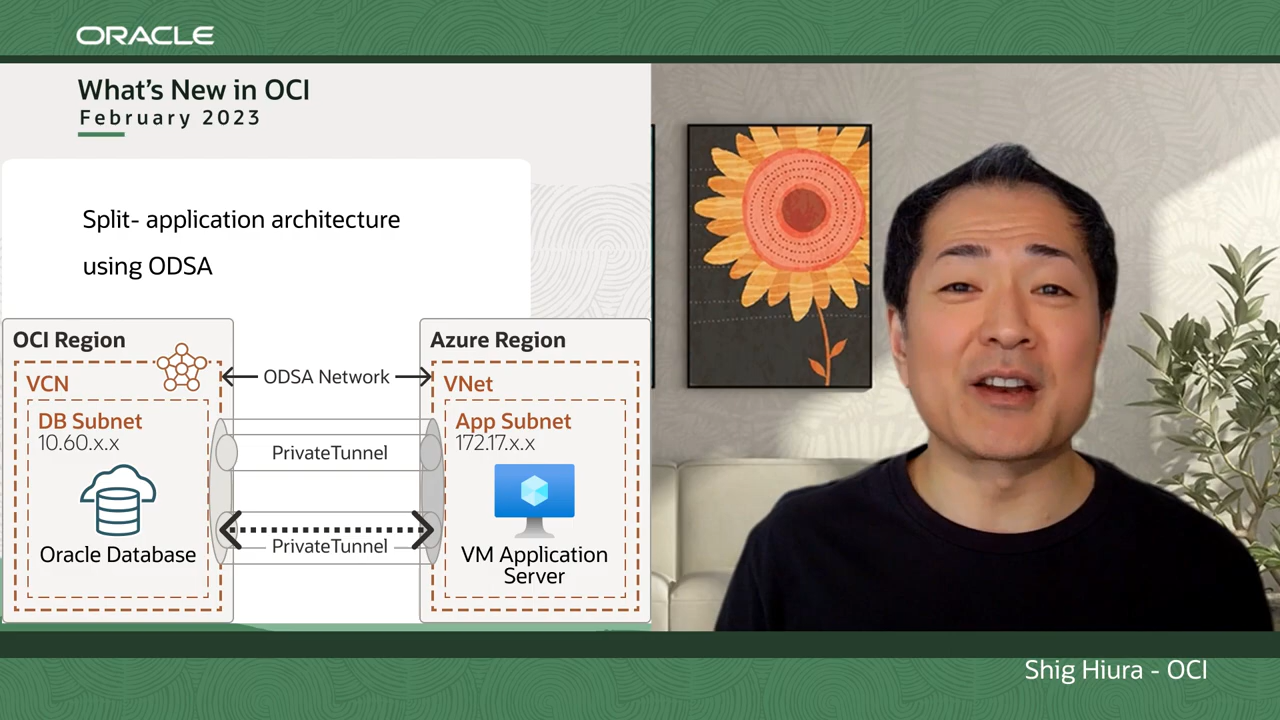 ORACLE
What's New in OCI
February 2023
Split- application architecture
using ODSA
OCI Region
VCN
DB Subnet
10.60.x.x
Oracle Database
ODSA Network
PrivateTunnel
PrivateTunnel
Azure Region
VNet
App Subnet
172.17.x.x
VM Application
Server
Shig Hiura - OCI